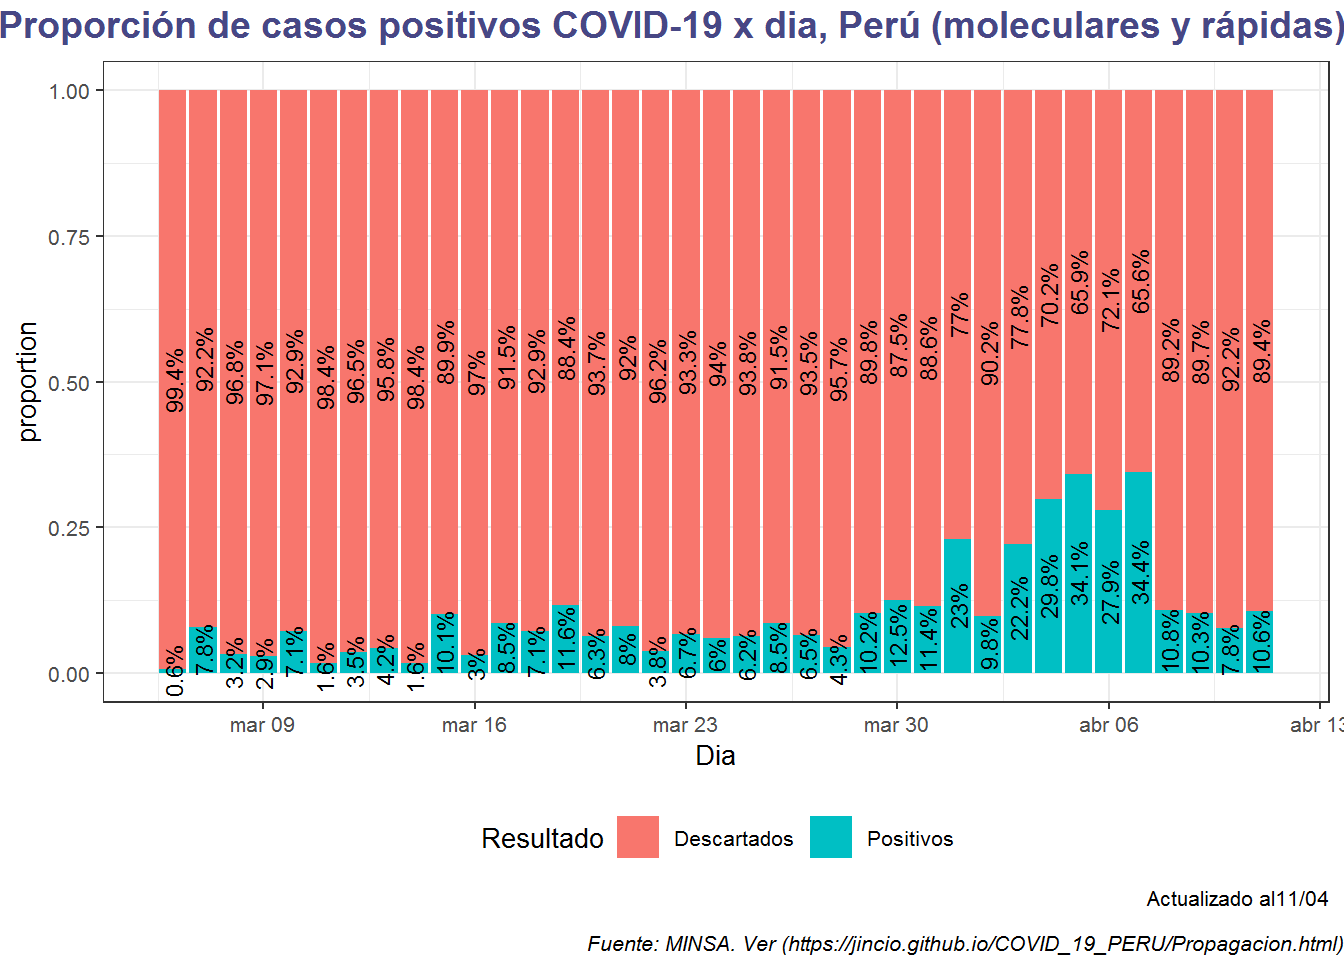 Proporción de casos positivos COVID-19 x dia, Perú (moleculares y rápidas)
1.00
0.75
0.50
0.25
0.00
proportion
99.4% 92.2% 96.8% 97.1% 92.9% 98.4% 96.5% 95.8% 98.4% 89.9% 97% 91.5% 92.9% 88.4% 93.7% 92% 96.2% 93.3% 94% 93.8% 91.5% 93.5% 95.7% 89.8% 87.5% 88.6% 77% 90.2% 77.8% 70.2% 65.9% 72.1% 65.6% 89.2% 89.7% 92.2% 89.4%
0.6% 7.8% 3.2% 2.9% 7.1% 1.6% 3.5% 4.2% 1.6% 10.1% 3% 8.5% 7.1% 11.6% 6.3% 8% 3.8% 6.7% 6% 6.2% 8.5% 6.5% 4.3% 10.2% 12.5% 11.4% 23% 9.8% 22.2% 29.8% 34.1% 27.9% 34.4% 10.8% 10.3% 7.8% 10.6%
mar 09 mar 16 mar 23 mar 30 abr 06 abr 13
Dia
Resultado Descartados Positivos
Actualizado al11/04
Fuente: MINSA. Ver (https://jincio.github.io/COVID_19_PERU/Propagacion.html)